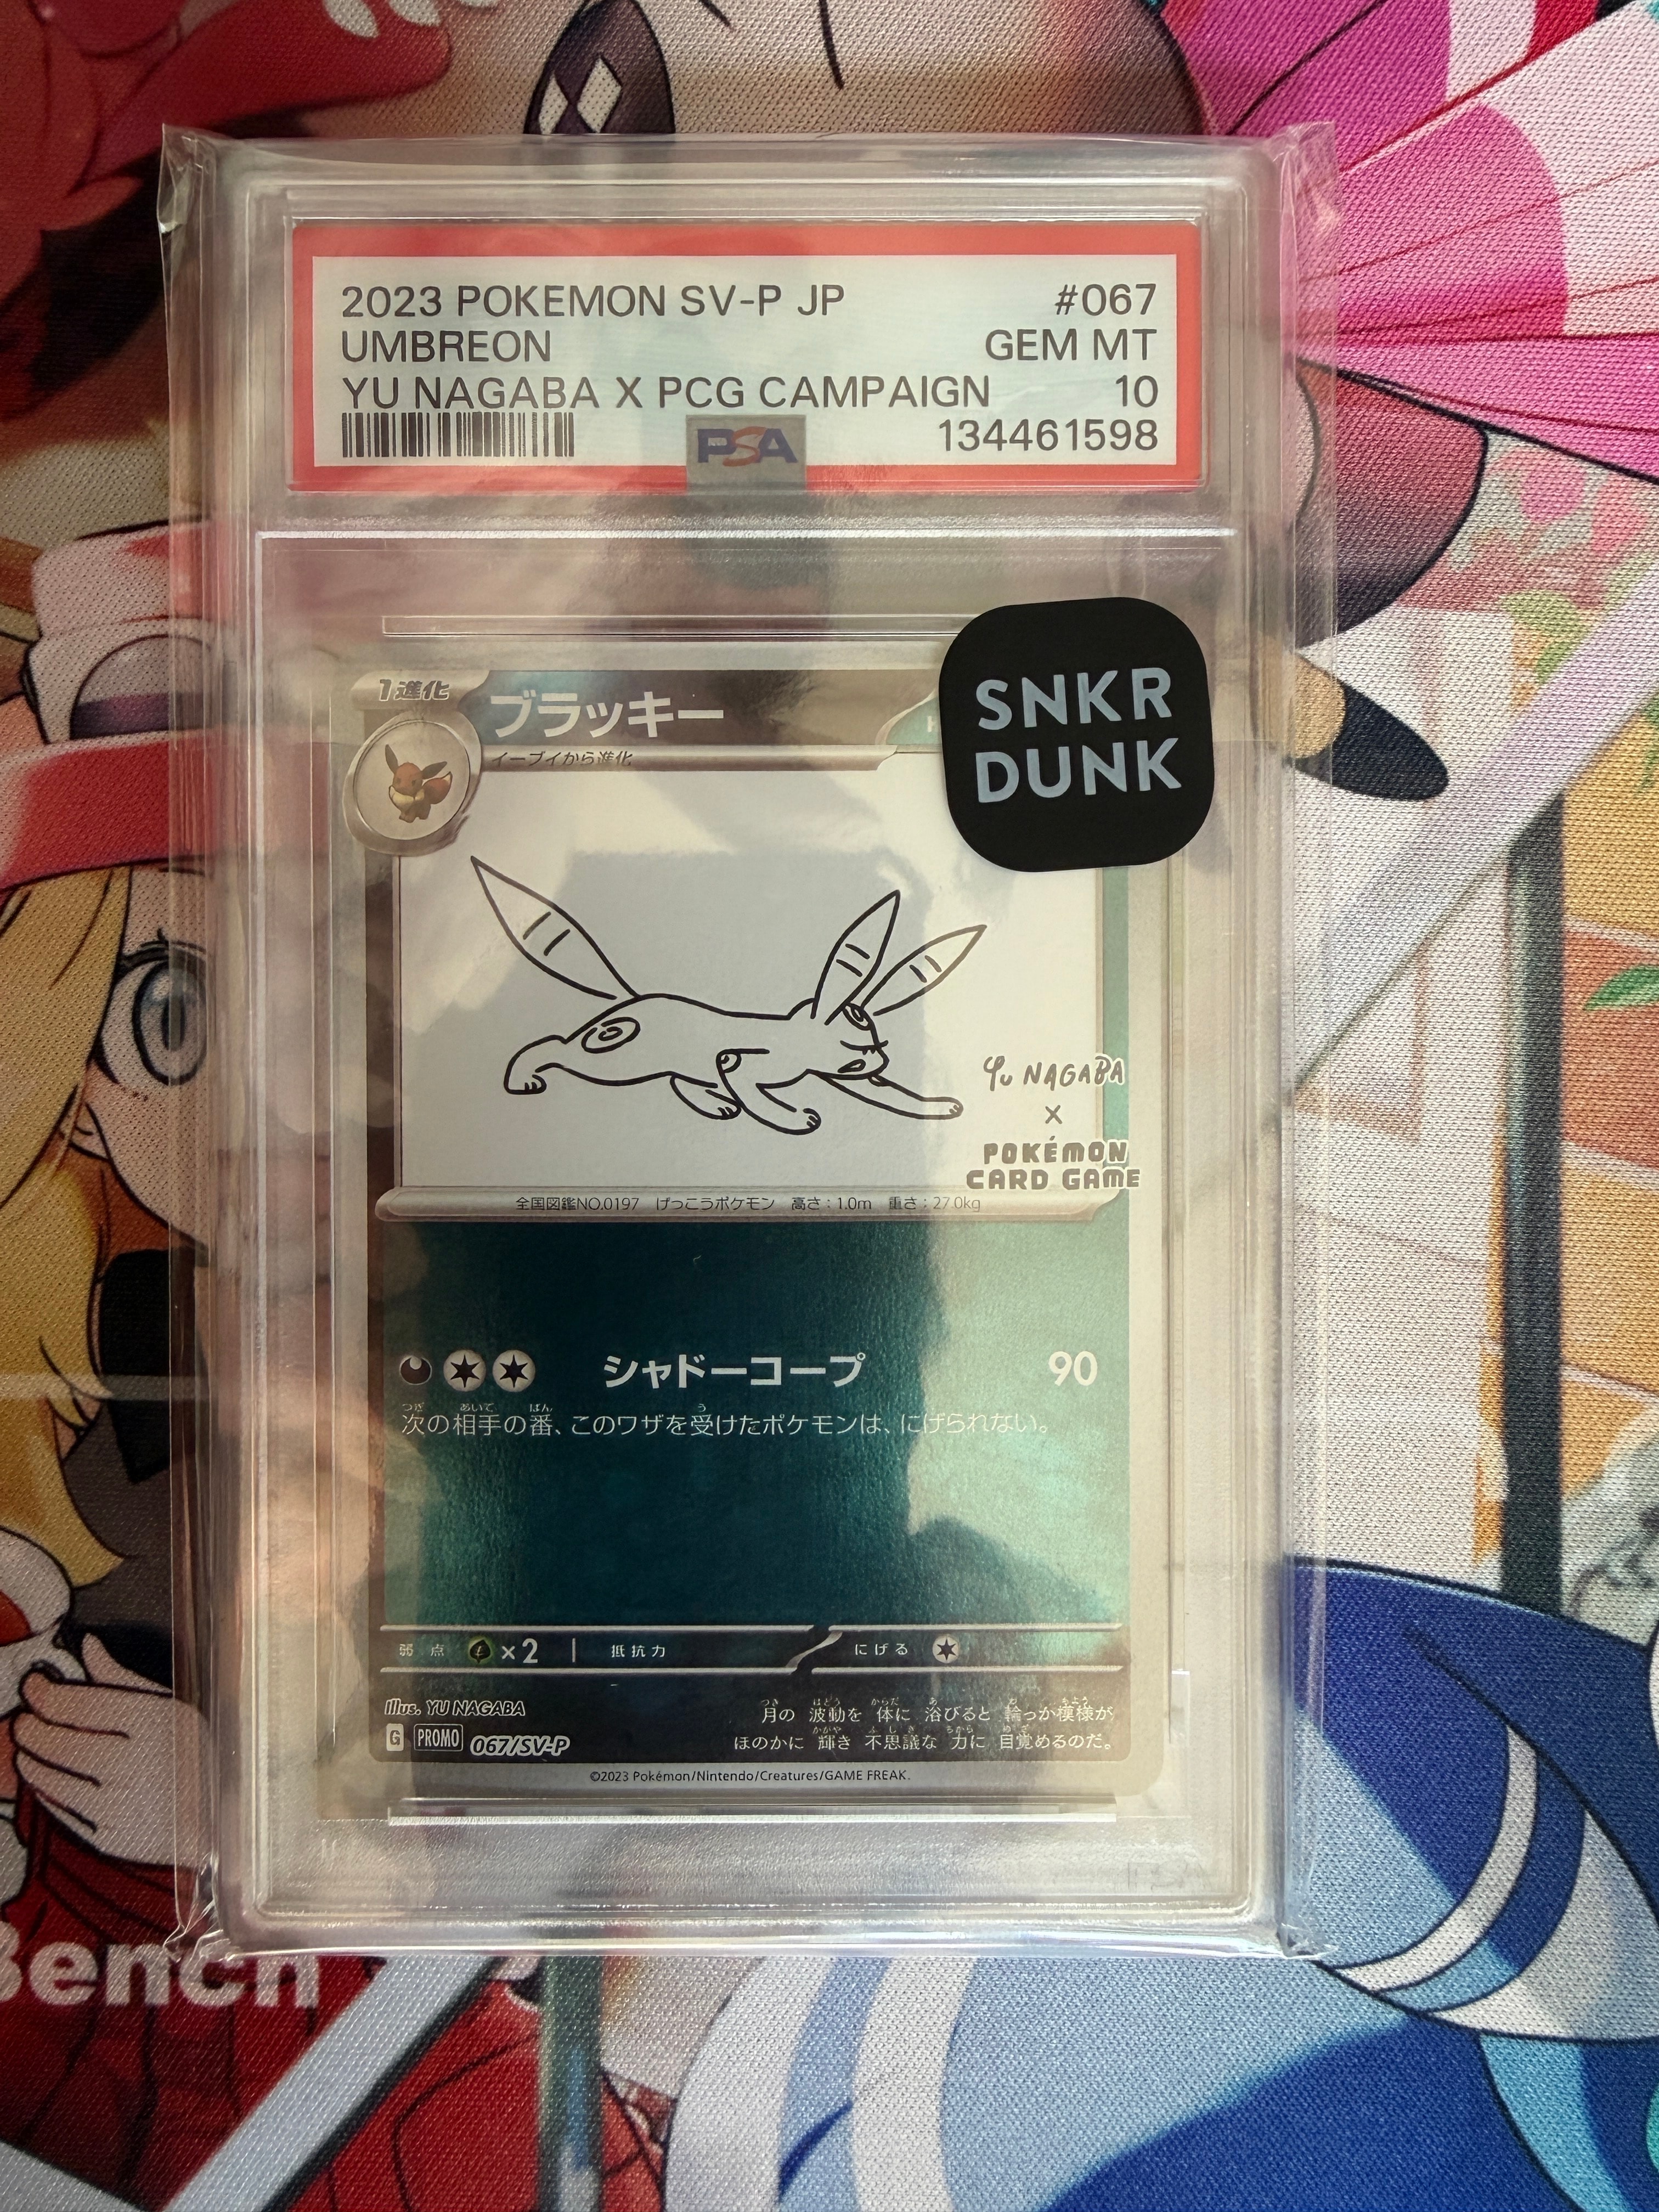 2023 POKEMON SV-P JP #067
UMBREON GEM MT
YU NAGABA X PCG CAMPAIGN 10
PSA 134461598
SNKR
DUNK
1進化 ブラッキー
イーブイから進化
Yu NAGABA
×
POKÉMON
CARD GAME
全国図鑑NO.0197 げっこうポケモン 高さ:1.0m 重さ:27.0kg
シャドーコープ 90
次の相手の番、このワザを受けたポケモンは、にげられない。
弱点 ×2 抵抗力 にげる
Illus. YU NAGABA
月の 波動を 体に 浴びると 輪っか模様が
ほのかに 輝き 不思議な 力に 目覚めるのだ。
G PROMO 067/SV-P
©2023 Pokémon/Nintendo/Creatures/GAME FREAK.
Bench